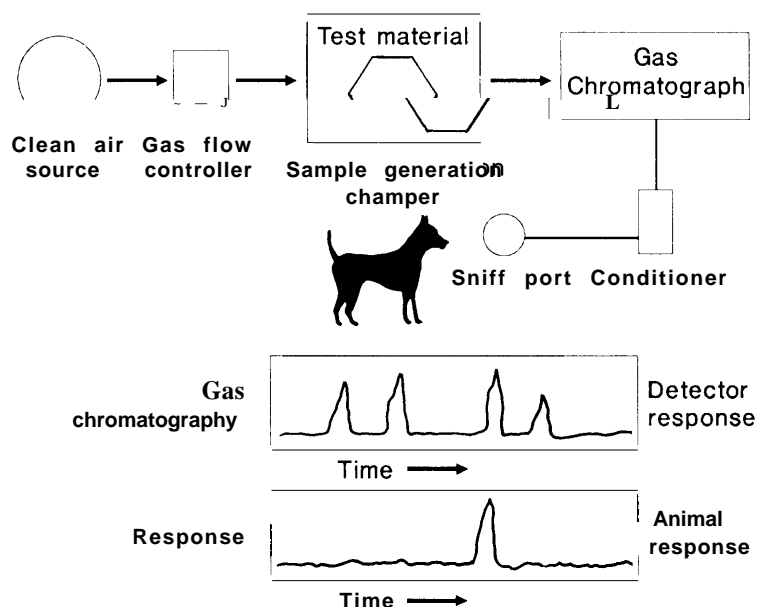 Test material
Gas
Chromatograph
L
Clean air
source
Gas flow
controller
Sample generation
champer
Sniff port
Conditioner
Gas
chromatography
Detector
response
Time
Response
Animal
response
Time